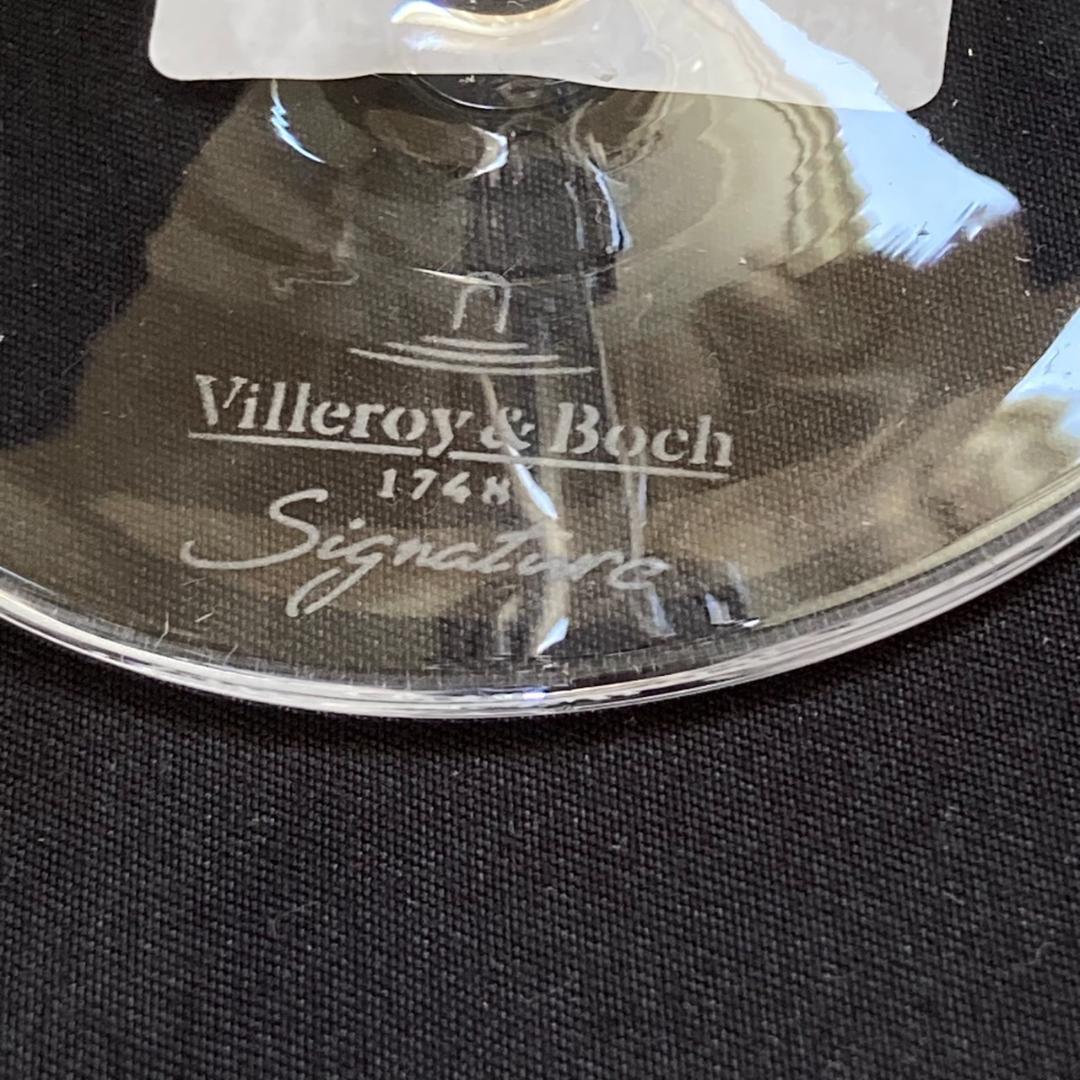 Villeroy & Boch
1748
Signature